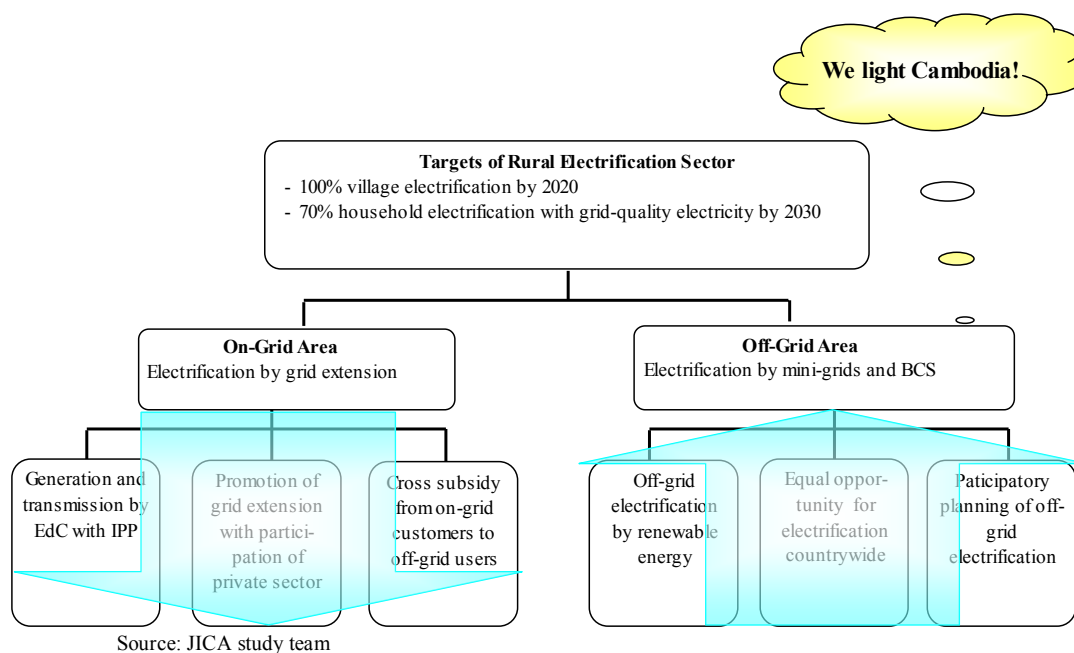 We light Cambodia!
Targets of Rural Electrification Sector
- 100% village electrification by 2020
- 70% household electrification with grid-quality electricity by 2030
On-Grid Area
Electrification by grid extension
Off-Grid Area
Electrification by mini-grids and BCS
Generation and
transmission by
EdC with IPP
Promotion of
grid extension
with partici-
pation of
private sector
Cross subsidy
from on-grid
customers to
off-grid users
Off-grid
electrification
by renewable
energy
Equal oppor-
tunity for
electrification
countrywide
Paticipatory
planning of off-
grid
electrification
Source: JICA study team